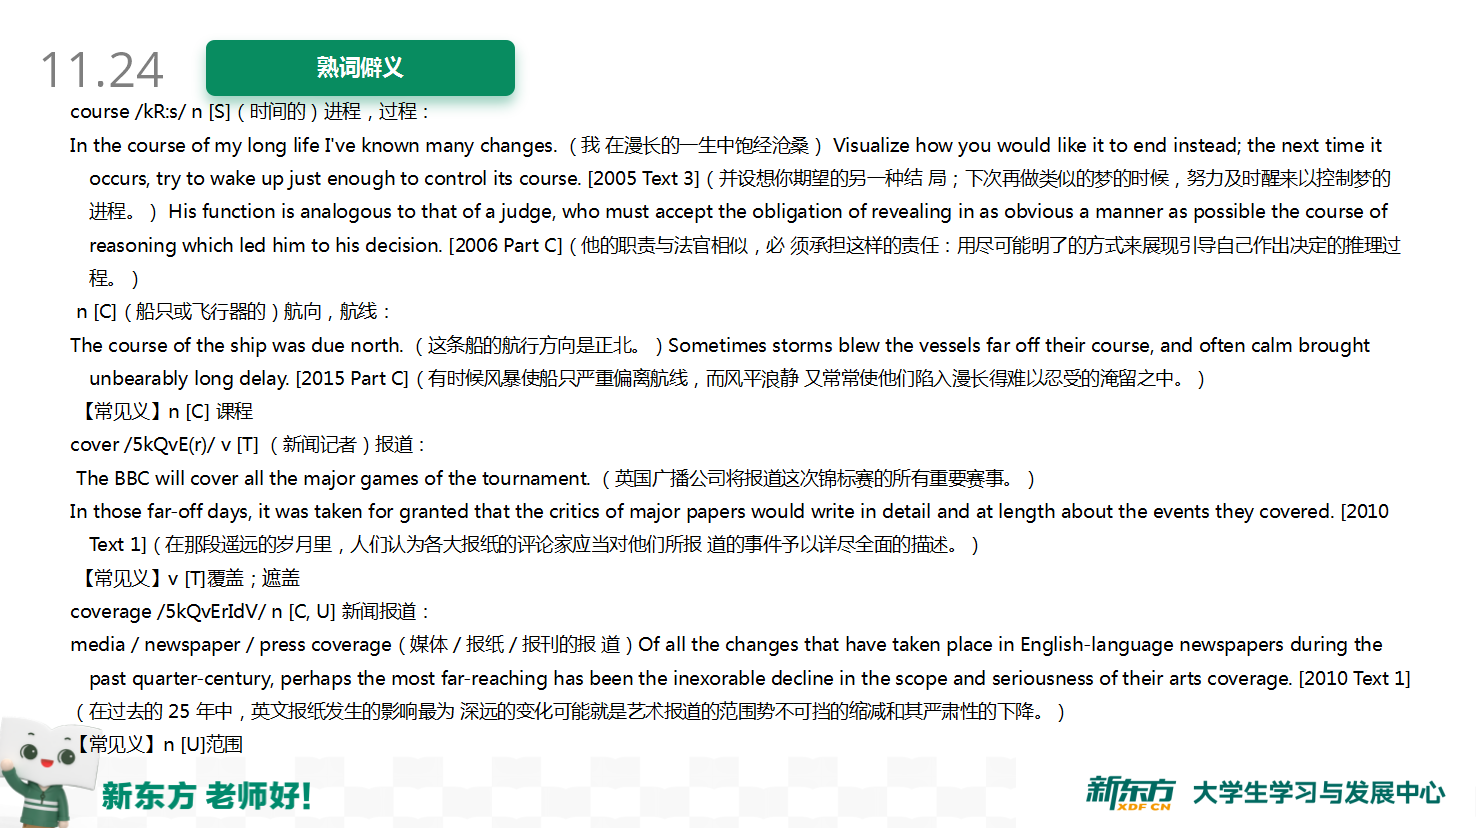 11.24
熟词僻义
course /kR:s/ n [S]（时间的）进程，过程：
In the course of my long life I've known many changes. （我 在漫长的一生中饱经沧桑） Visualize how you would like it to end instead; the next time it
occurs, try to wake up just enough to control its course. [2005 Text 3]（并设想你期望的另一种结 局；下次再做类似的梦的时候，努力及时醒来以控制梦的
进程。） His function is analogous to that of a judge, who must accept the obligation of revealing in as obvious a manner as possible the course of
reasoning which led him to his decision. [2006 Part C]（他的职责与法官相似，必 须承担这样的责任：用尽可能明了的方式来展现引导自己作出决定的推理过
程。）
n [C]（船只或飞行器的）航向，航线：
The course of the ship was due north. （这条船的航行方向是正北。）Sometimes storms blew the vessels far off their course, and often calm brought
unbearably long delay. [2015 Part C]（有时候风暴使船只严重偏离航线，而风平浪静 又常常使他们陷入漫长得难以忍受的淹留之中。）
【常见义】n [C] 课程
cover /5kQvE(r)/ v [T] （新闻记者）报道：
The BBC will cover all the major games of the tournament. （英国广播公司将报道这次锦标赛的所有重要赛事。）
In those far-off days, it was taken for granted that the critics of major papers would write in detail and at length about the events they covered. [2010
Text 1]（在那段遥远的岁月里，人们认为各大报纸的评论家应当对他们所报 道的事件予以详尽全面的描述。）
【常见义】v [T]覆盖；遮盖
coverage /5kQvErIdV/ n [C, U] 新闻报道：
media / newspaper / press coverage（媒体 / 报纸 / 报刊的报 道）Of all the changes that have taken place in English-language newspapers during the
past quarter-century, perhaps the most far-reaching has been the inexorable decline in the scope and seriousness of their arts coverage. [2010 Text 1]
（在过去的 25 年中，英文报纸发生的影响最为 深远的变化可能就是艺术报道的范围势不可挡的缩减和其严肃性的下降。）
【常见义】n [U]范围
新东方 老师好!
新东方 XDF.CN 大学生学习与发展中心